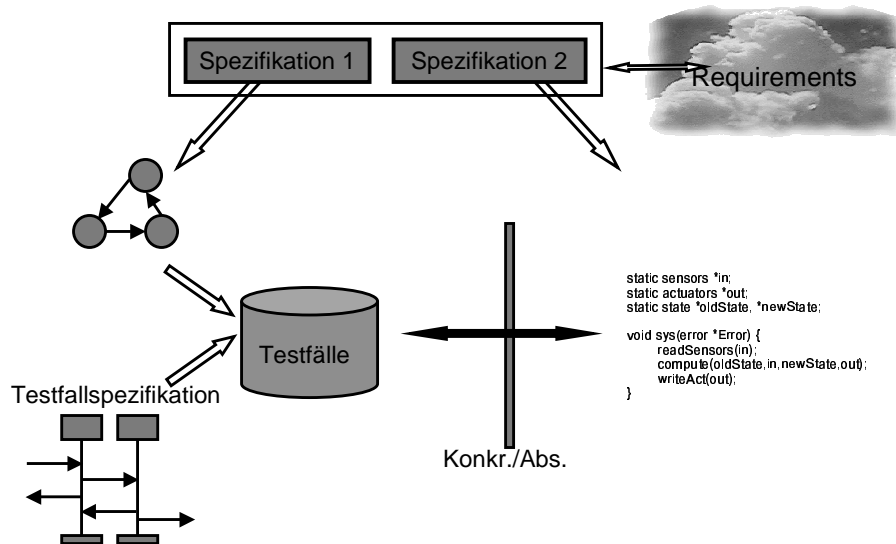 Spezifikation 1
Spezifikation 2
Requirements
static sensors *in;
static actuators *out;
static state *oldState, *newState;
void sys(error *Error) {
readSensors(in);
compute(oldState,in,newState,out);
writeAct(out);
}
Testfälle
Testfallspezifikation
Konkr./Abs.